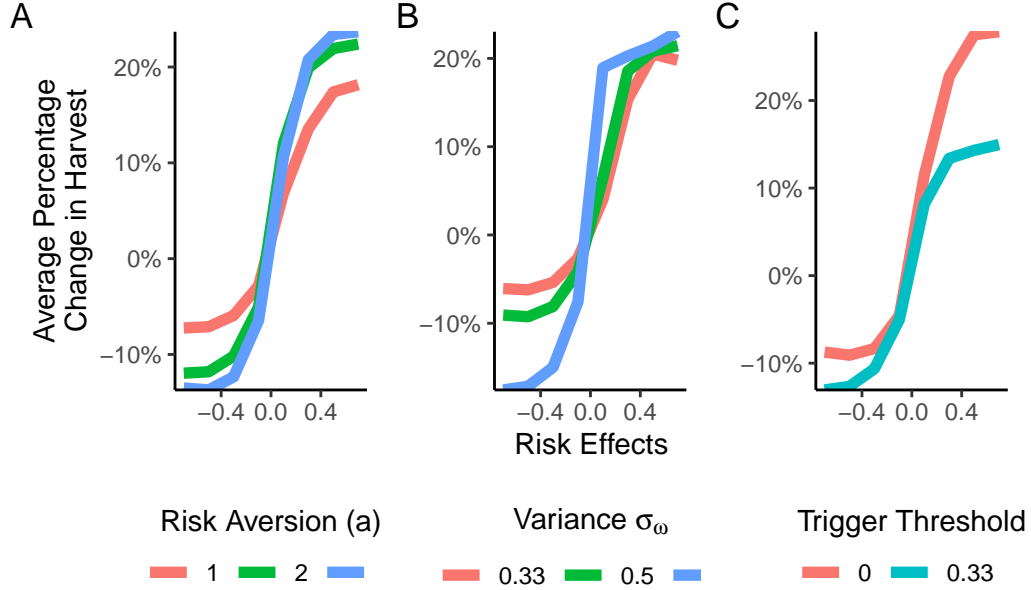 A
B
C
Average Percentage
Change in Harvest
20%
10%
0%
−10%
−0.4 0.0 0.4
20%
10%
0%
−10%
−0.4 0.0 0.4
20%
10%
0%
−10%
−0.4 0.0 0.4
Risk Effects
Risk Aversion (a)
1 2
Variance σω
0.33 0.5
Trigger Threshold
0 0.33